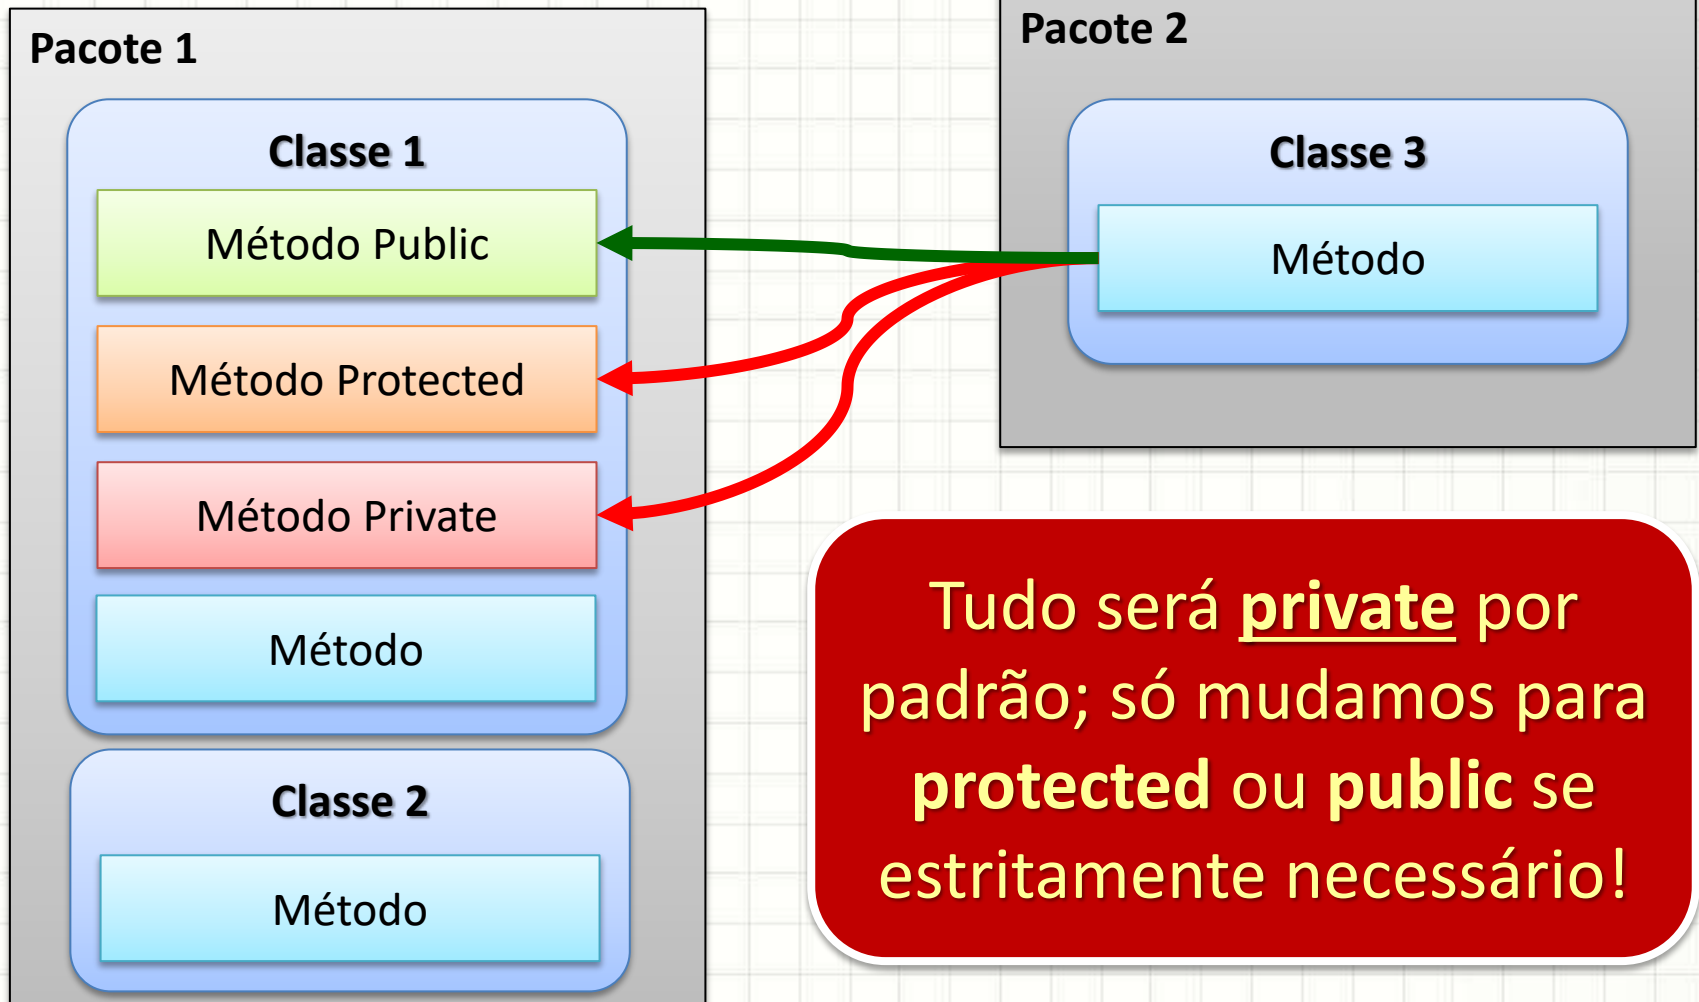 Pacote 1
Classe 1
Método Public
Método Protected
Método Private
Método
Classe 2
Método
Pacote 2
Classe 3
Método
Tudo será private por
padrão; só mudamos para
protected ou public se
estritamente necessário!